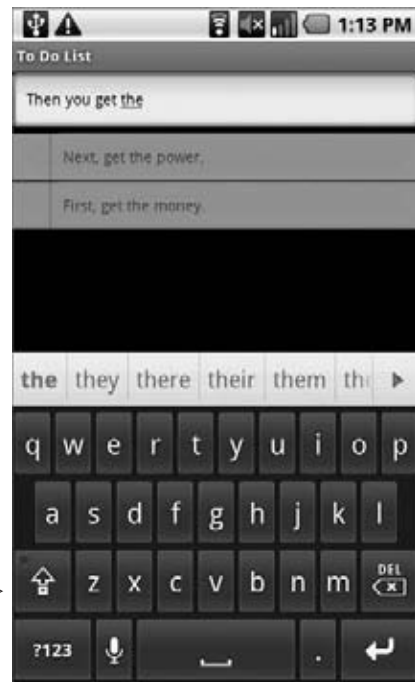 1:13 PM
To Do List
Then you get the
Next, get the power.
First, get the money.
the they there their them
q w e r t y u i o p
a s d f g h j k l
z x c v b n m DEL
?123 .